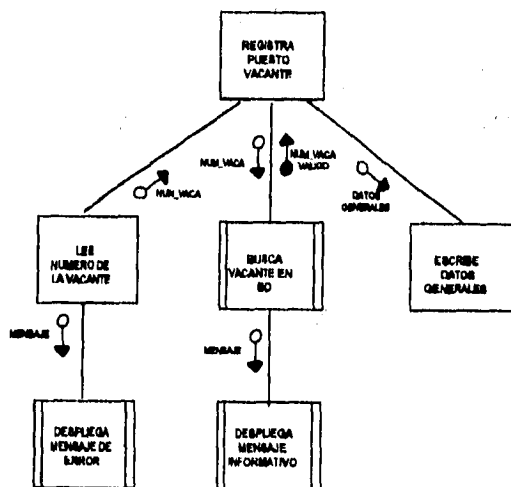 REGISTRA
PUESTO
VACANTE
NUM_VACA
NUM_VACA
NUM_VACA
VALIDO
DATOS
GENERALES
LEE
NUMERO DE
LA VACANTE
BUSCA
VACANTE EN
BD
ESCRIBE
DATOS
GENERALES
MENSAJE
MENSAJE
DESPLIEGA
MENSAJE DE
ERROR
DESPLIEGA
MENSAJE
INFORMATIVO